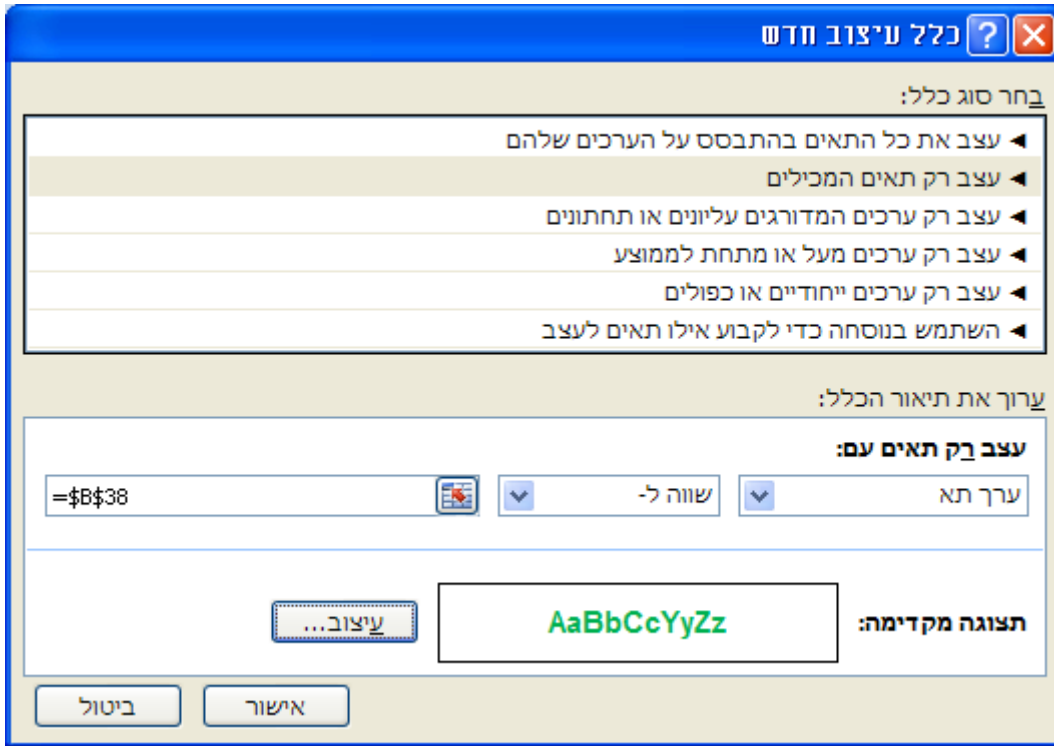 כלל עיצוב חדש
בחר סוג כלל:
◄ עצב את כל התאים בהתבסס על הערכים שלהם
◄ עצב רק תאים המכילים
◄ עצב רק ערכים המדורגים עליונים או תחתונים
◄ עצב רק ערכים מעל או מתחת לממוצע
◄ עצב רק ערכים ייחודיים או כפולים
◄ השתמש בנוסחה כדי לקבוע אילו תאים לעצב
ערוך את תיאור הכלל:
עצב רק תאים עם:
ערך תא שווה ל- =$B$38
תצוגה מקדימה: AaBbCcYyZz עיצוב...
אישור ביטול